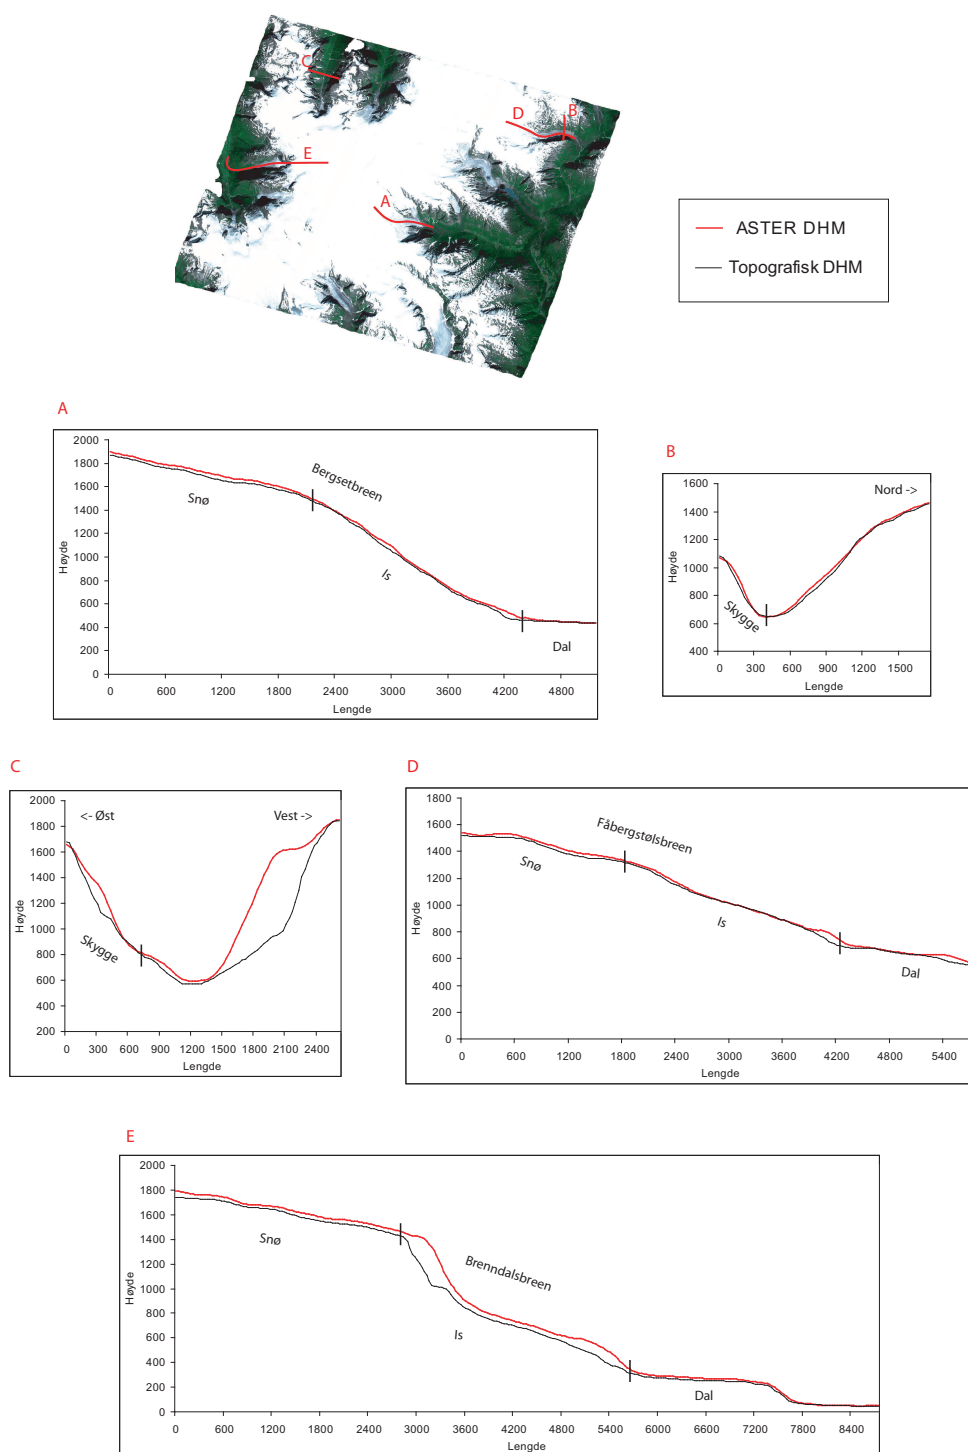 C
D
B
E
A
ASTER DHM
Topografisk DHM
A
Høyde
2000
1800
1600
1400
1200
1000
800
600
400
200
0
Snø
Bergsetbreen
Is
Dal
0 600 1200 1800 2400 3000 3600 4200 4800
Lengde
B
Høyde
1600
1400
1200
1000
800
600
400
Nord ->
Skygge
0 300 600 900 1200 1500
Lengde
C
Høyde
2000
1800
1600
1400
1200
1000
800
600
400
200
<- Øst
Vest ->
Skygge
0 300 600 900 1200 1500 1800 2100 2400
Lengde
D
Høyde
1800
1600
1400
1200
1000
800
600
400
200
0
Snø
Fåbergstølsbreen
Is
Dal
0 600 1200 1800 2400 3000 3600 4200 4800 5400
Lengde
E
Høyde
2000
1800
1600
1400
1200
1000
800
600
400
200
0
Snø
Brenndalsbreen
Is
Dal
0 600 1200 1800 2400 3000 3600 4200 4800 5400 6000 6600 7200 7800 8400
Lengde